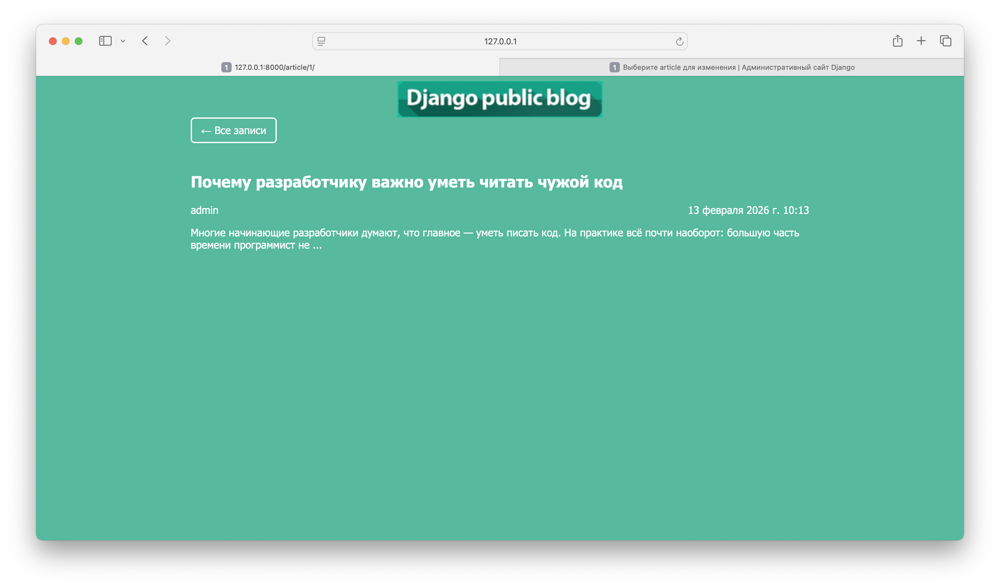 127.0.0.1
1 127.0.0.1:8000/article/1/
1 Выберите article для изменения | Административный сайт Django
Django public blog
← Все записи
Почему разработчику важно уметь читать чужой код
admin
13 февраля 2026 г. 10:13
Многие начинающие разработчики думают, что главное — уметь писать код. На практике всё почти наоборот: большую часть
времени программист не ...